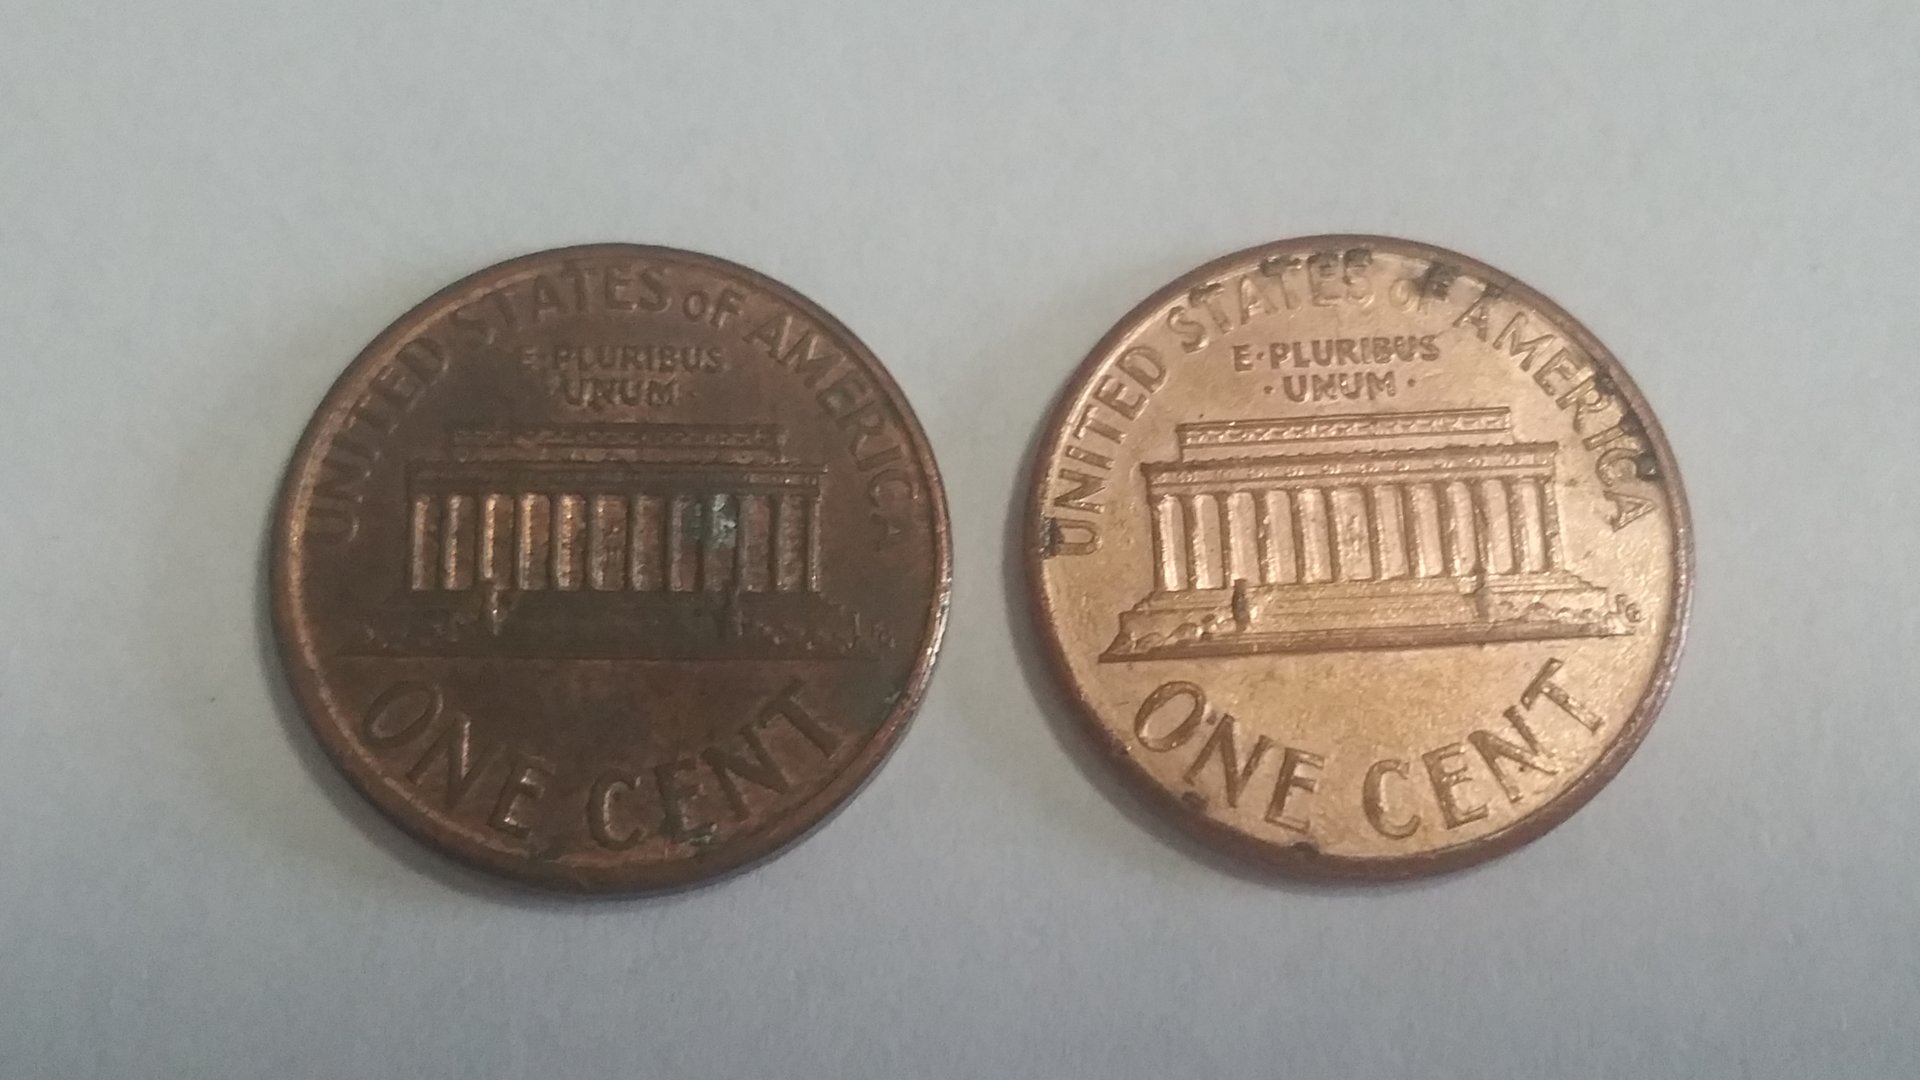 UNITED STATES OF AMERICA
E·PLURIBUS
UNUM·
ONE CENT
UNITED STATES OF AMERICA
E·PLURIBUS
·UNUM·
ONE CENT